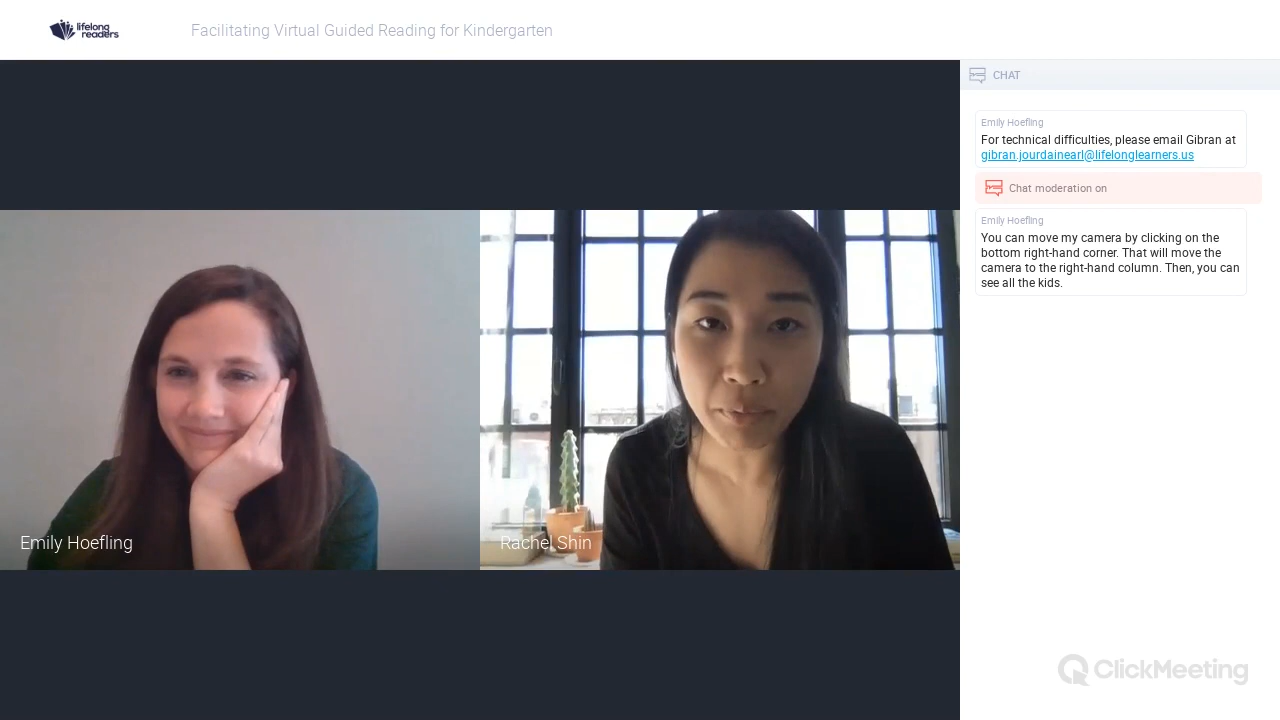 lifelong
readers
Facilitating Virtual Guided Reading for Kindergarten
CHAT
Emily Hoefling
For technical difficulties, please email Gibran at
gibran.jourdainearl@lifelonglearners.us
Chat moderation on
Emily Hoefling
You can move my camera by clicking on the
bottom right-hand corner. That will move the
camera to the right-hand column. Then, you can
see all the kids.
Emily Hoefling
Rachel Shin
ClickMeeting